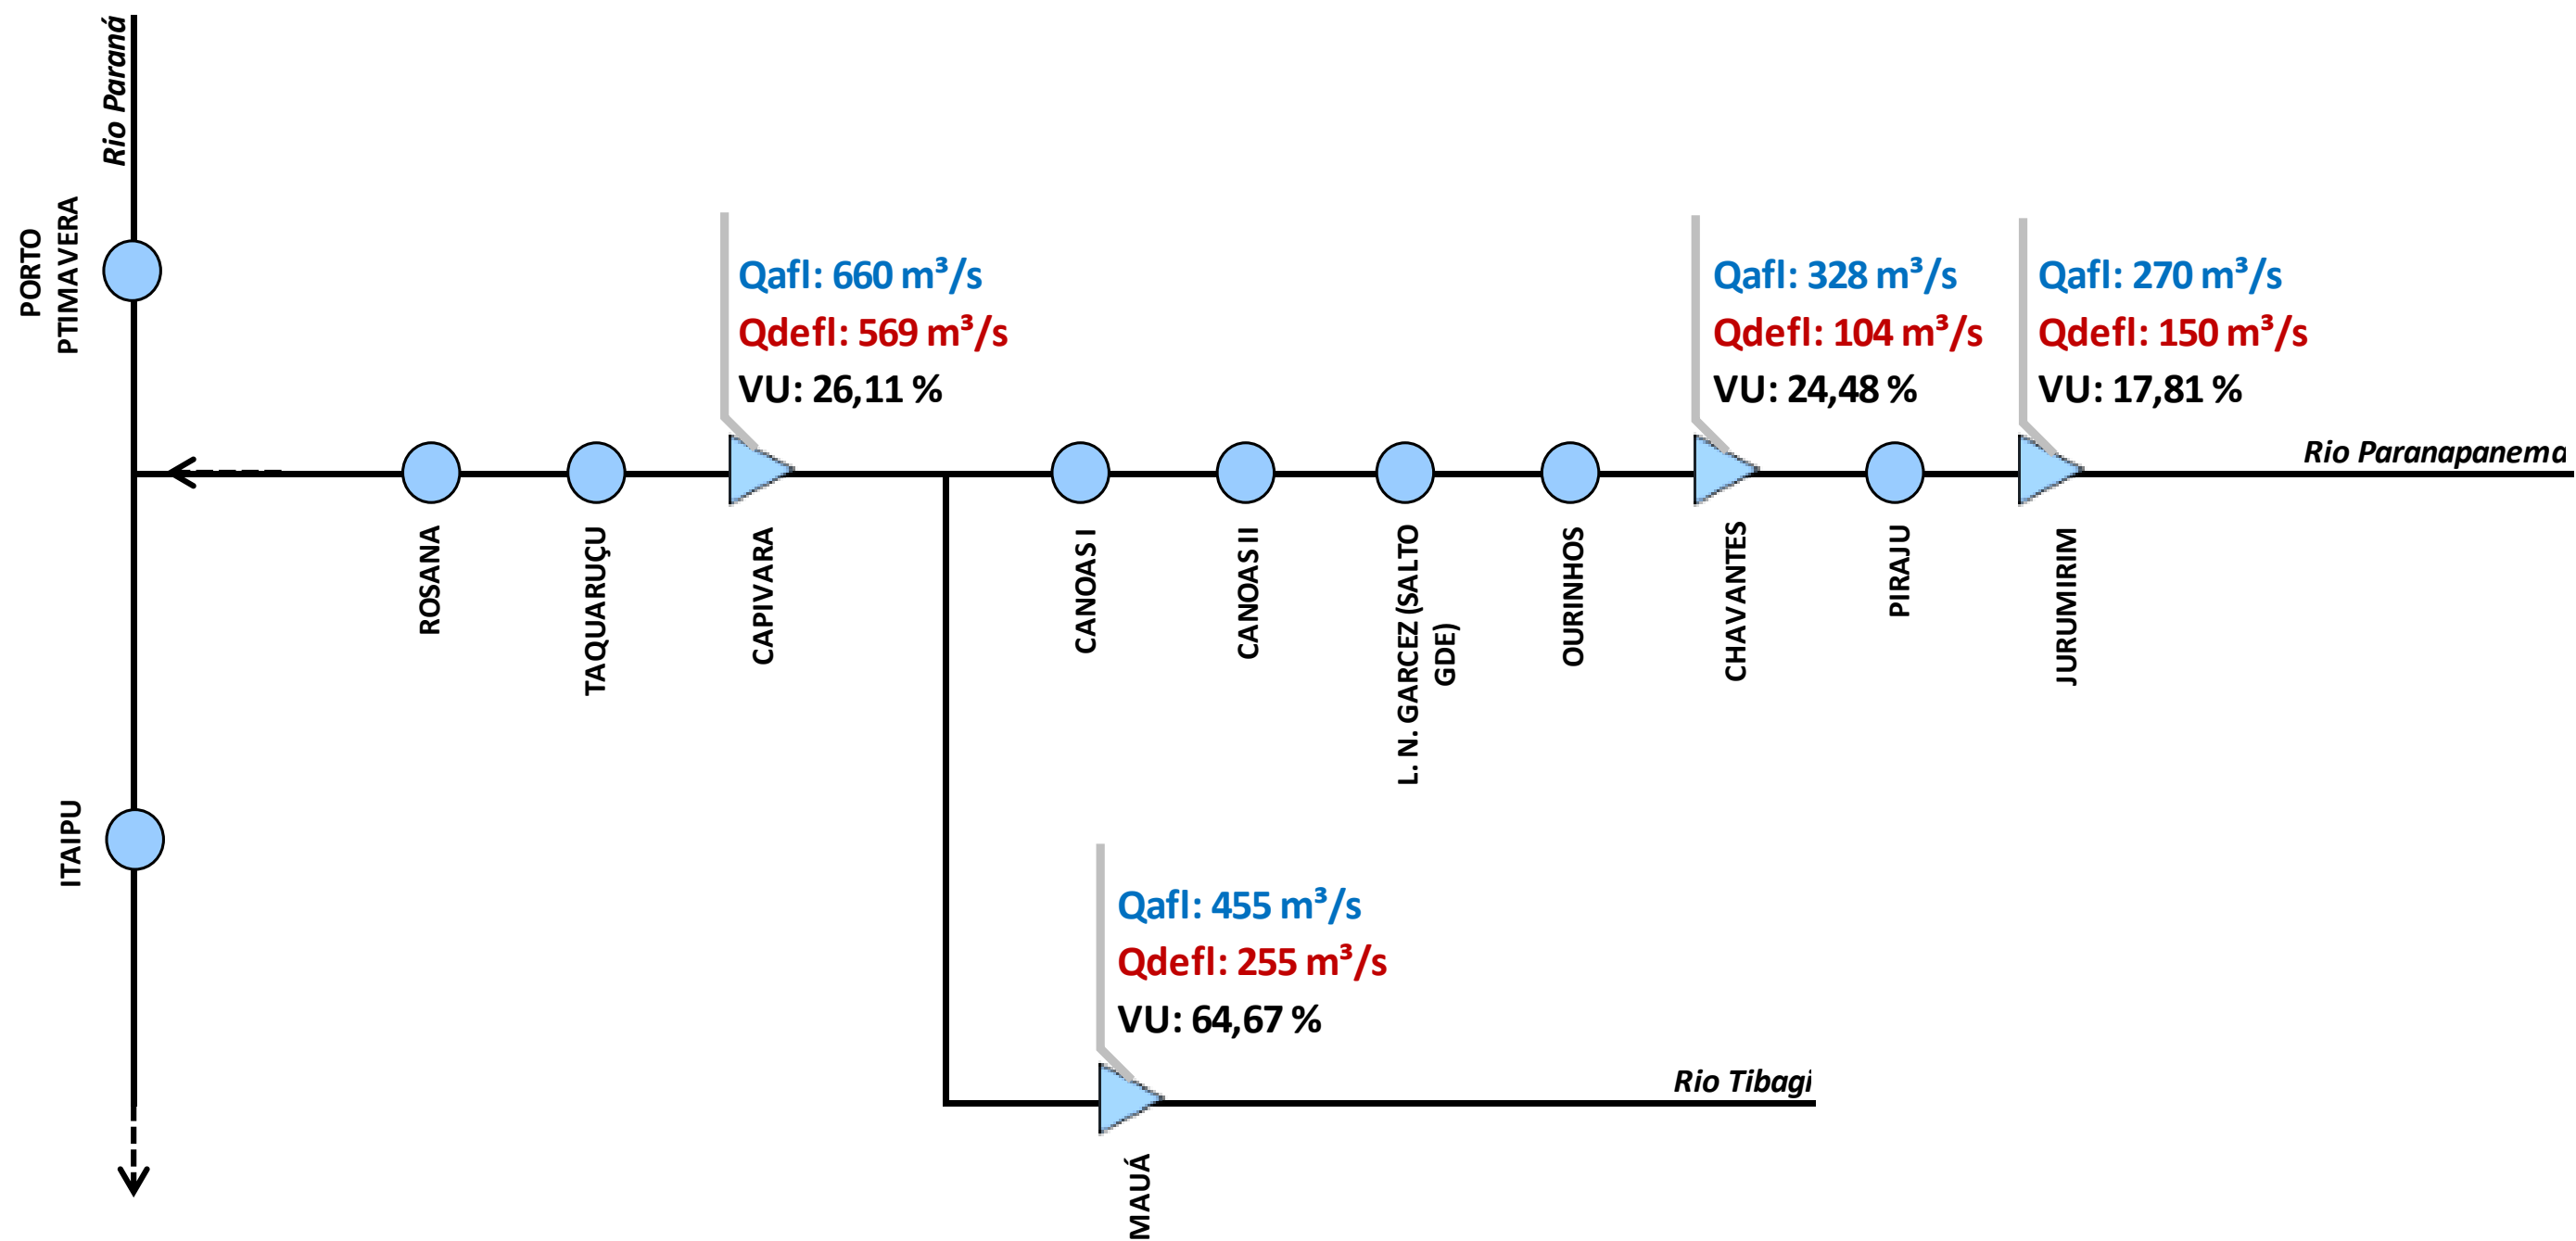 Rio Paraná
PORTO
PTIMAVERA
Qafl: 660 m³/s
Qdefl: 569 m³/s
VU: 26,11 %
Qafl: 328 m³/s
Qdefl: 104 m³/s
VU: 24,48 %
Qafl: 270 m³/s
Qdefl: 150 m³/s
VU: 17,81 %
Rio Paranapanema
ROSANA
TAQUARUÇU
CAPIVARA
CANOAS I
CANOAS II
L. N. GARCEZ (SALTO
GDE)
OURINHOS
CHAVANTES
PIRAJU
JURUMIRIM
ITAIPU
Qafl: 455 m³/s
Qdefl: 255 m³/s
VU: 64,67 %
Rio Tibagi
MAUÁ